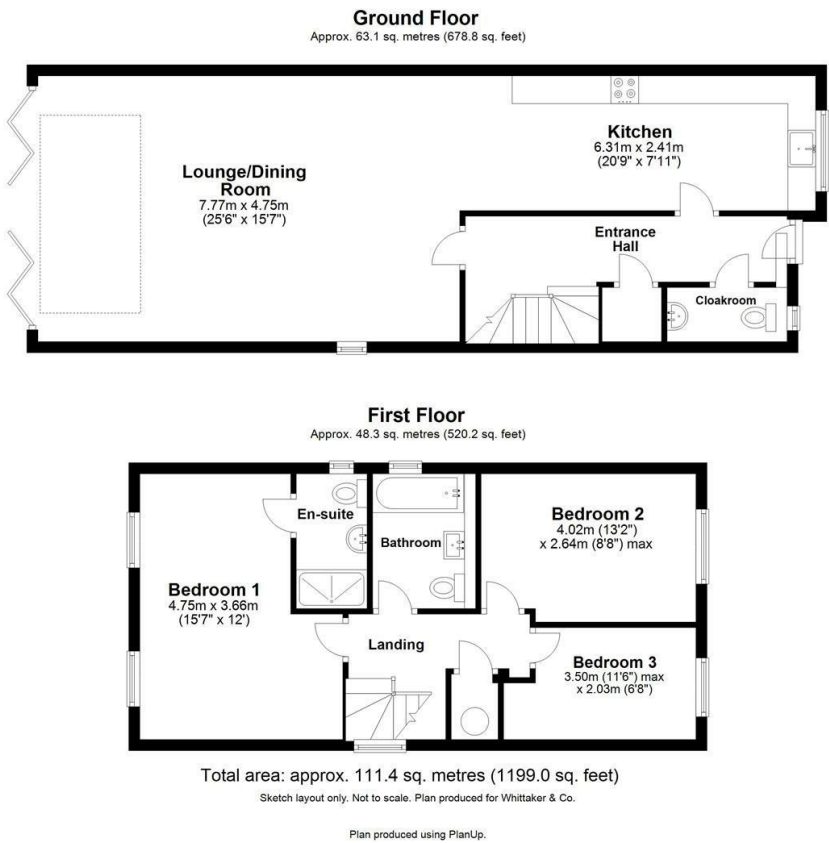 Ground Floor
Approx. 63.1 sq. metres (678.8 sq. feet)
Kitchen
6.31m x 2.41m
(20'9" x 7'11")
Lounge/Dining
Room
7.77m x 4.75m
(25'6" x 15'7")
Entrance
Hall
Cloakroom
First Floor
Approx. 48.3 sq. metres (520.2 sq. feet)
En-suite
Bathroom
Bedroom 2
4.02m (13'2")
x 2.64m (8'8") max
Bedroom 1
4.75m x 3.66m
(15'7" x 12')
Landing
Bedroom 3
3.50m (11'6") max
x 2.03m (6'8")
Total area: approx. 111.4 sq. metres (1199.0 sq. feet)
Sketch layout only. Not to scale. Plan produced for Whittaker & Co.
Plan produced using PlanUp.